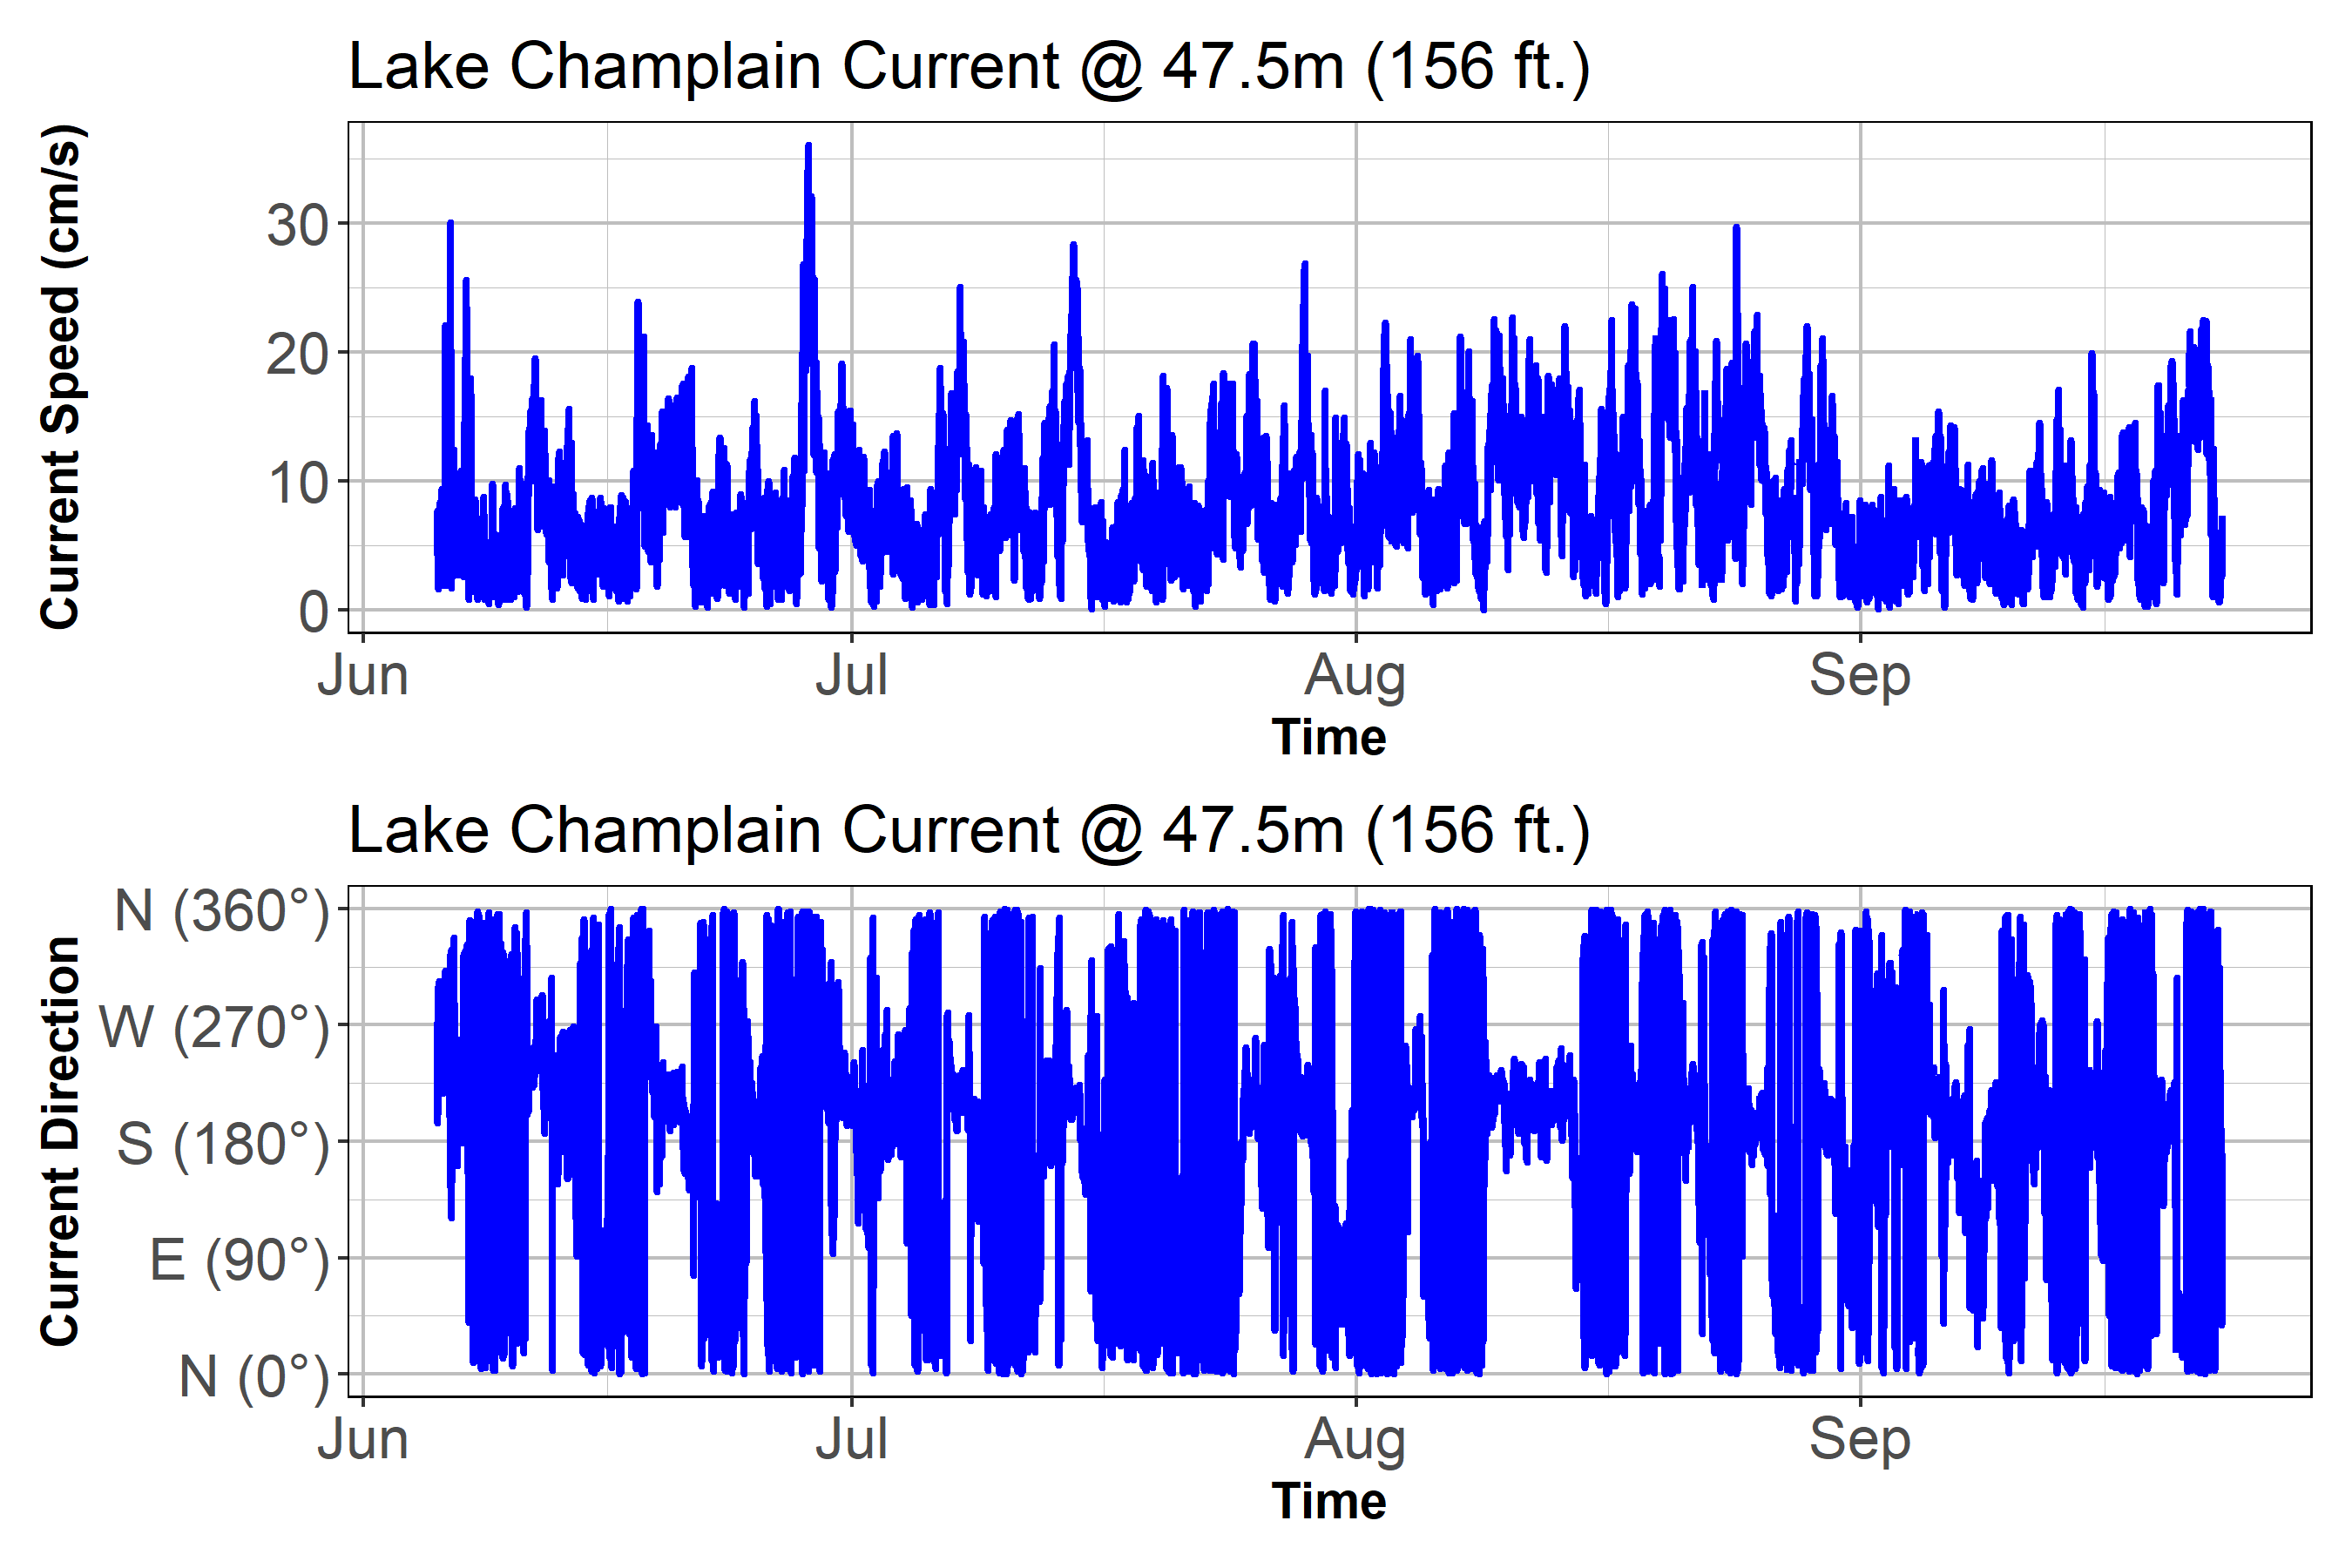 Lake Champlain Current @ 47.5m (156 ft.)
Current Speed (cm/s)
30
20
10
0
Jun Jul Aug Sep
Time
Lake Champlain Current @ 47.5m (156 ft.)
Current Direction
N (360°)
W (270°)
S (180°)
E (90°)
N (0°)
Jun Jul Aug Sep
Time